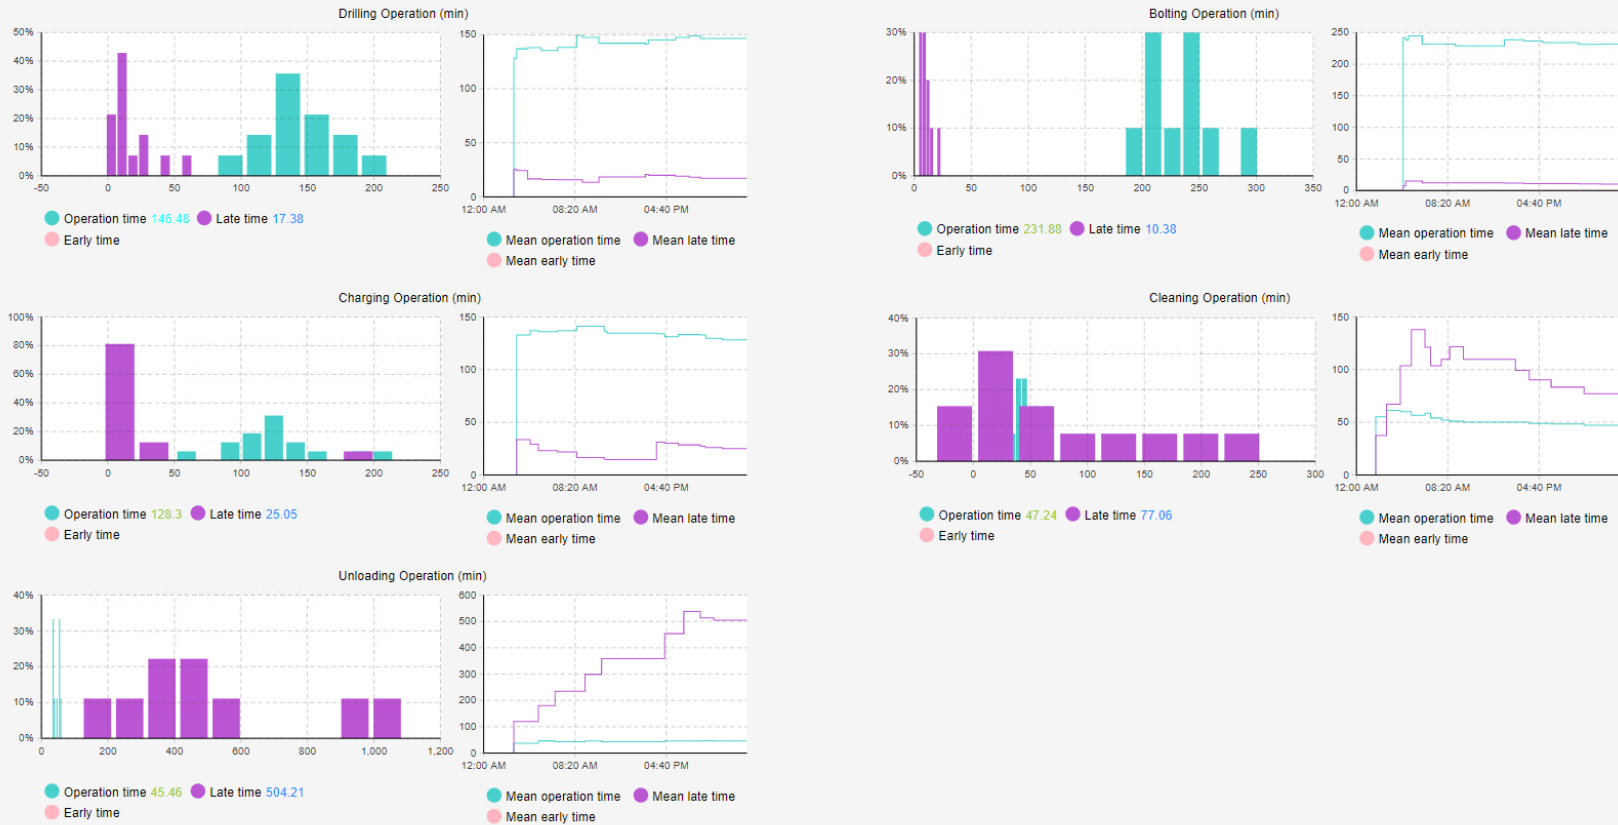 Drilling Operation (min)
50%
40%
30%
20%
10%
0%
-50
0
50
100
150
200
250
Operation time 146.48 Late time 17.38
Early time
150
100
50
0
12:00 AM
08:20 AM
04:40 PM
Mean operation time Mean late time
Mean early time
Bolting Operation (min)
30%
20%
10%
0%
0
50
100
150
200
250
300
350
Operation time 231.88 Late time 10.38
Early time
250
200
150
100
50
0
12:00 AM
08:20 AM
04:40 PM
Mean operation time Mean late time
Mean early time
Charging Operation (min)
100%
80%
60%
40%
20%
0%
-50
0
50
100
150
200
250
Operation time 128.3 Late time 25.05
Early time
150
100
50
0
12:00 AM
08:20 AM
04:40 PM
Mean operation time Mean late time
Mean early time
Cleaning Operation (min)
40%
30%
20%
10%
0%
-50
0
50
100
150
200
250
300
Operation time 47.24 Late time 77.06
Early time
150
100
50
0
12:00 AM
08:20 AM
04:40 PM
Mean operation time Mean late time
Mean early time
Unloading Operation (min)
40%
30%
20%
10%
0%
0
200
400
600
800
1,000
1,200
Operation time 45.46 Late time 504.21
Early time
600
500
400
300
200
100
0
12:00 AM
08:20 AM
04:40 PM
Mean operation time Mean late time
Mean early time